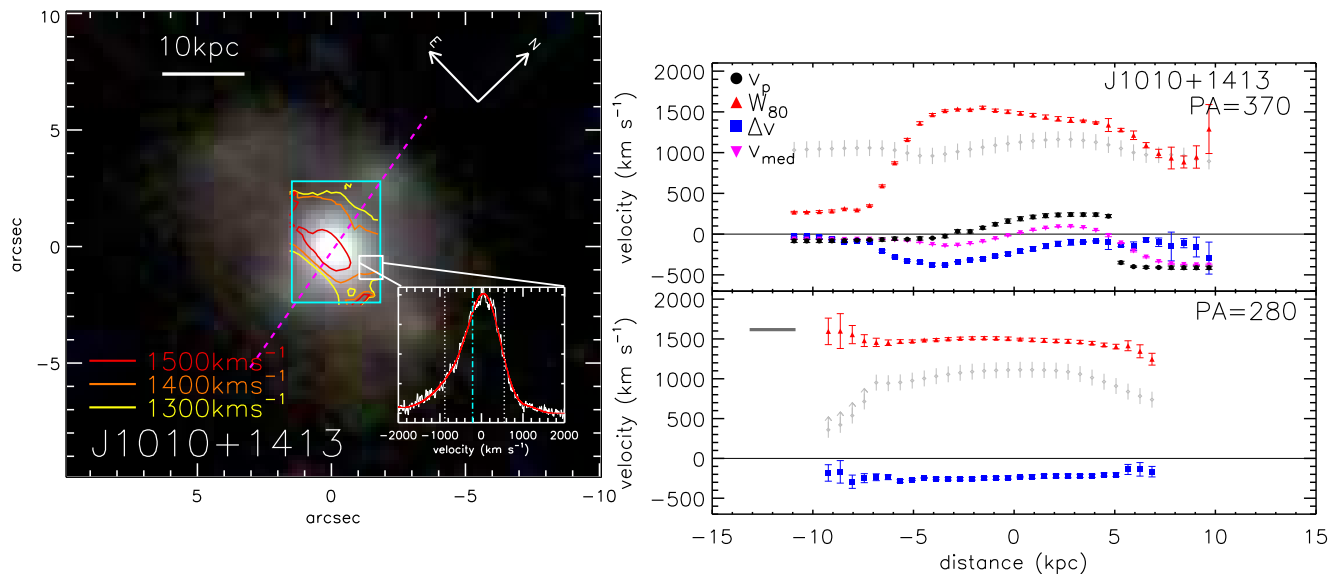 10
5
0
−5
arcsec
10kpc
E
N
2
0
1500kms⁻¹
1400kms⁻¹
1300kms⁻¹
J1010+1413
−2000 −1000 0 1000 2000
velocity (km s⁻¹)
5 0 −5 −10
arcsec
2000
1500
1000
500
0
−500
velocity (km s⁻¹)
v_p
W_80
Δv
v_med
J1010+1413
PA=370
2000
1500
1000
500
0
−500
velocity (km s⁻¹)
PA=280
−15 −10 −5 0 5 10 15
distance (kpc)